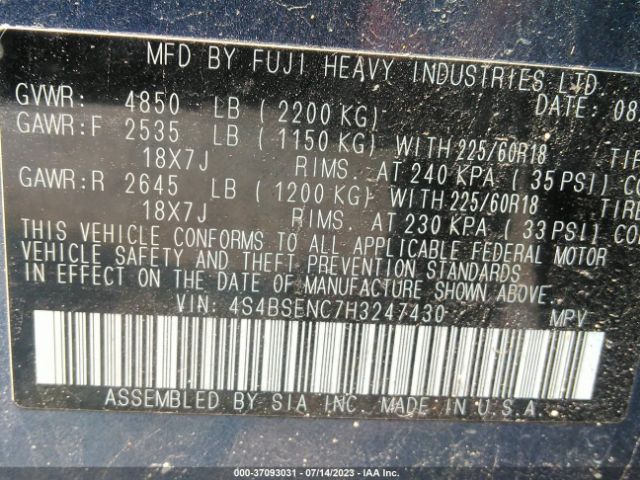 MFD BY FUJI HEAVY INDUSTRIES LTD.
GVWR: 4850 LB (2200 KG) DATE: 08
GAWR:F 2535 LB (1150 KG) WITH 225/60R18 TIR
18X7J RIMS. AT 240 KPA (35 PSI) CO
GAWR:R 2645 LB (1200 KG) WITH 225/60R18 TIRE
18X7J RIMS. AT 230 KPA (33 PSI) CO
THIS VEHICLE CONFORMS TO ALL APPLICABLE FEDERAL MOTOR
VEHICLE SAFETY AND THEFT PREVENTION STANDARDS
IN EFFECT ON THE DATE OF MANUFACTURE SHOWN ABOVE.
VIN: 4S4BSENC7H3247430 MPV
ASSEMBLED BY SIA INC. MADE IN U.S.A.
000-37093031 - 07/14/2023 - IAA Inc.